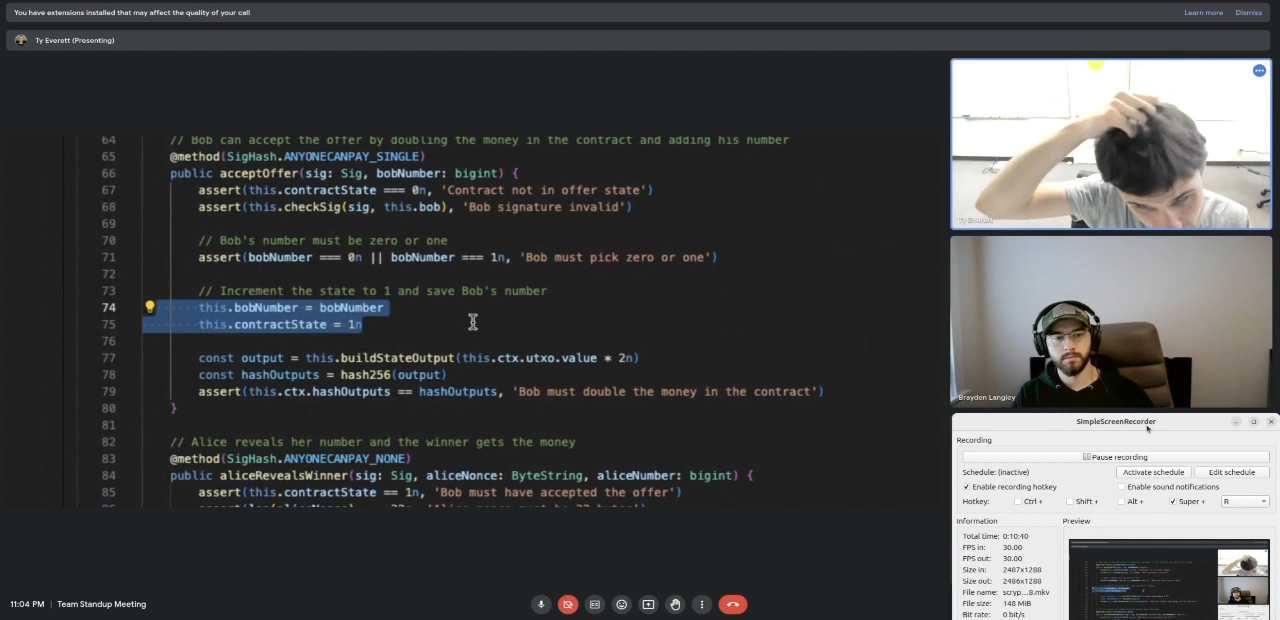 You have extensions installed that may affect the quality of your call
Learn more
Dismiss
Ty Everett (Presenting)
64 // Bob can accept the offer by doubling the money in the contract and adding his number
65 @method(SigHash.ANYONECANPAY_SINGLE)
66 public acceptOffer(sig: Sig, bobNumber: bigint) {
67 assert(this.contractState === 0n, 'Contract not in offer state')
68 assert(this.checkSig(sig, this.bob), 'Bob signature invalid')
69
70 // Bob's number must be zero or one
71 assert(bobNumber === 0n || bobNumber === 1n, 'Bob must pick zero or one')
72
73 // Increment the state to 1 and save Bob's number
74 this.bobNumber = bobNumber
75 this.contractState = 1n
76
77 const output = this.buildStateOutput(this.ctx.utxo.value * 2n)
78 const hashOutputs = hash256(output)
79 assert(this.ctx.hashOutputs == hashOutputs, 'Bob must double the money in the contract')
80 }
81
82 // Alice reveals her number and the winner gets the money
83 @method(SigHash.ANYONECANPAY_NONE)
84 public aliceRevealsWinner(sig: Sig, aliceNonce: ByteString, aliceNumber: bigint) {
85 assert(this.contractState == 1n, 'Bob must have accepted the offer')
Ty Everett
Brayden Langley
SimpleScreenRecorder
Recording
Pause recording
Schedule: (inactive)
Activate schedule
Edit schedule
Enable recording hotkey
Enable sound notifications
Hotkey: Ctrl + Shift + Alt + Super + R
Information
Preview
Total time: 0:10:40
FPS in: 30.00
FPS out: 30.00
Size in: 2487x1288
Size out: 2486x1288
File name: scryp...8.mkv
File size: 148 MiB
Bit rate: 0 bit/s
11:04 PM | Team Standup Meeting